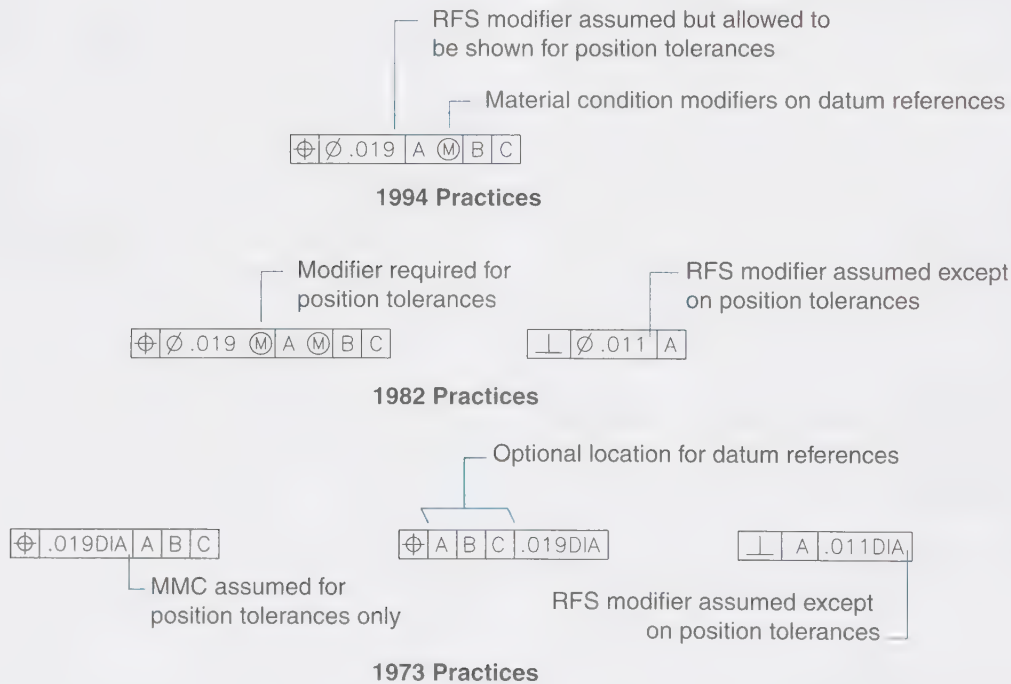 RFS modifier assumed but allowed to
be shown for position tolerances
Material condition modifiers on datum references
⌖ ∅ .019 A Ⓜ B C
1994 Practices
Modifier required for
position tolerances
RFS modifier assumed except
on position tolerances
⌖ ∅ .019 Ⓜ A Ⓜ B C
⊥ ∅ .011 A
1982 Practices
Optional location for datum references
⌖ .019DIA A B C
⌖ A B C .019DIA
⊥ A .011DIA
MMC assumed for
position tolerances only
RFS modifier assumed except
on position tolerances
1973 Practices